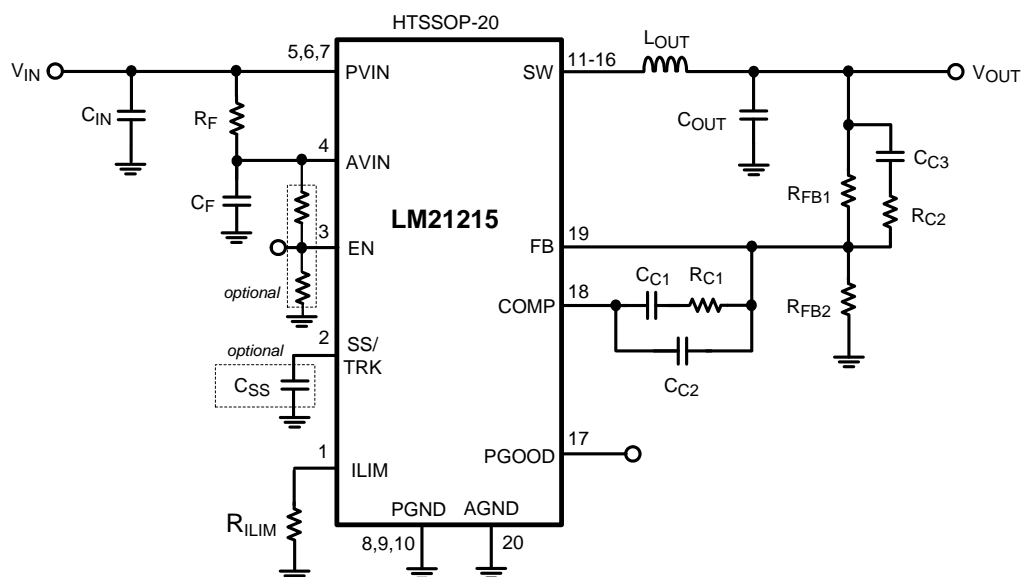 HTSSOP-20
5,6,7
11-16
LOUT
VIN
PVIN
SW
VOUT
CIN
RF
COUT
4
AVIN
CC3
CF
RFB1
RC2
LM21215
3
EN
19
FB
optional
CC1
RC1
18
COMP
RFB2
2
optional
SS/
TRK
CSS
CC2
1
ILIM
17
PGOOD
RILIM
PGND
AGND
8,9,10
20